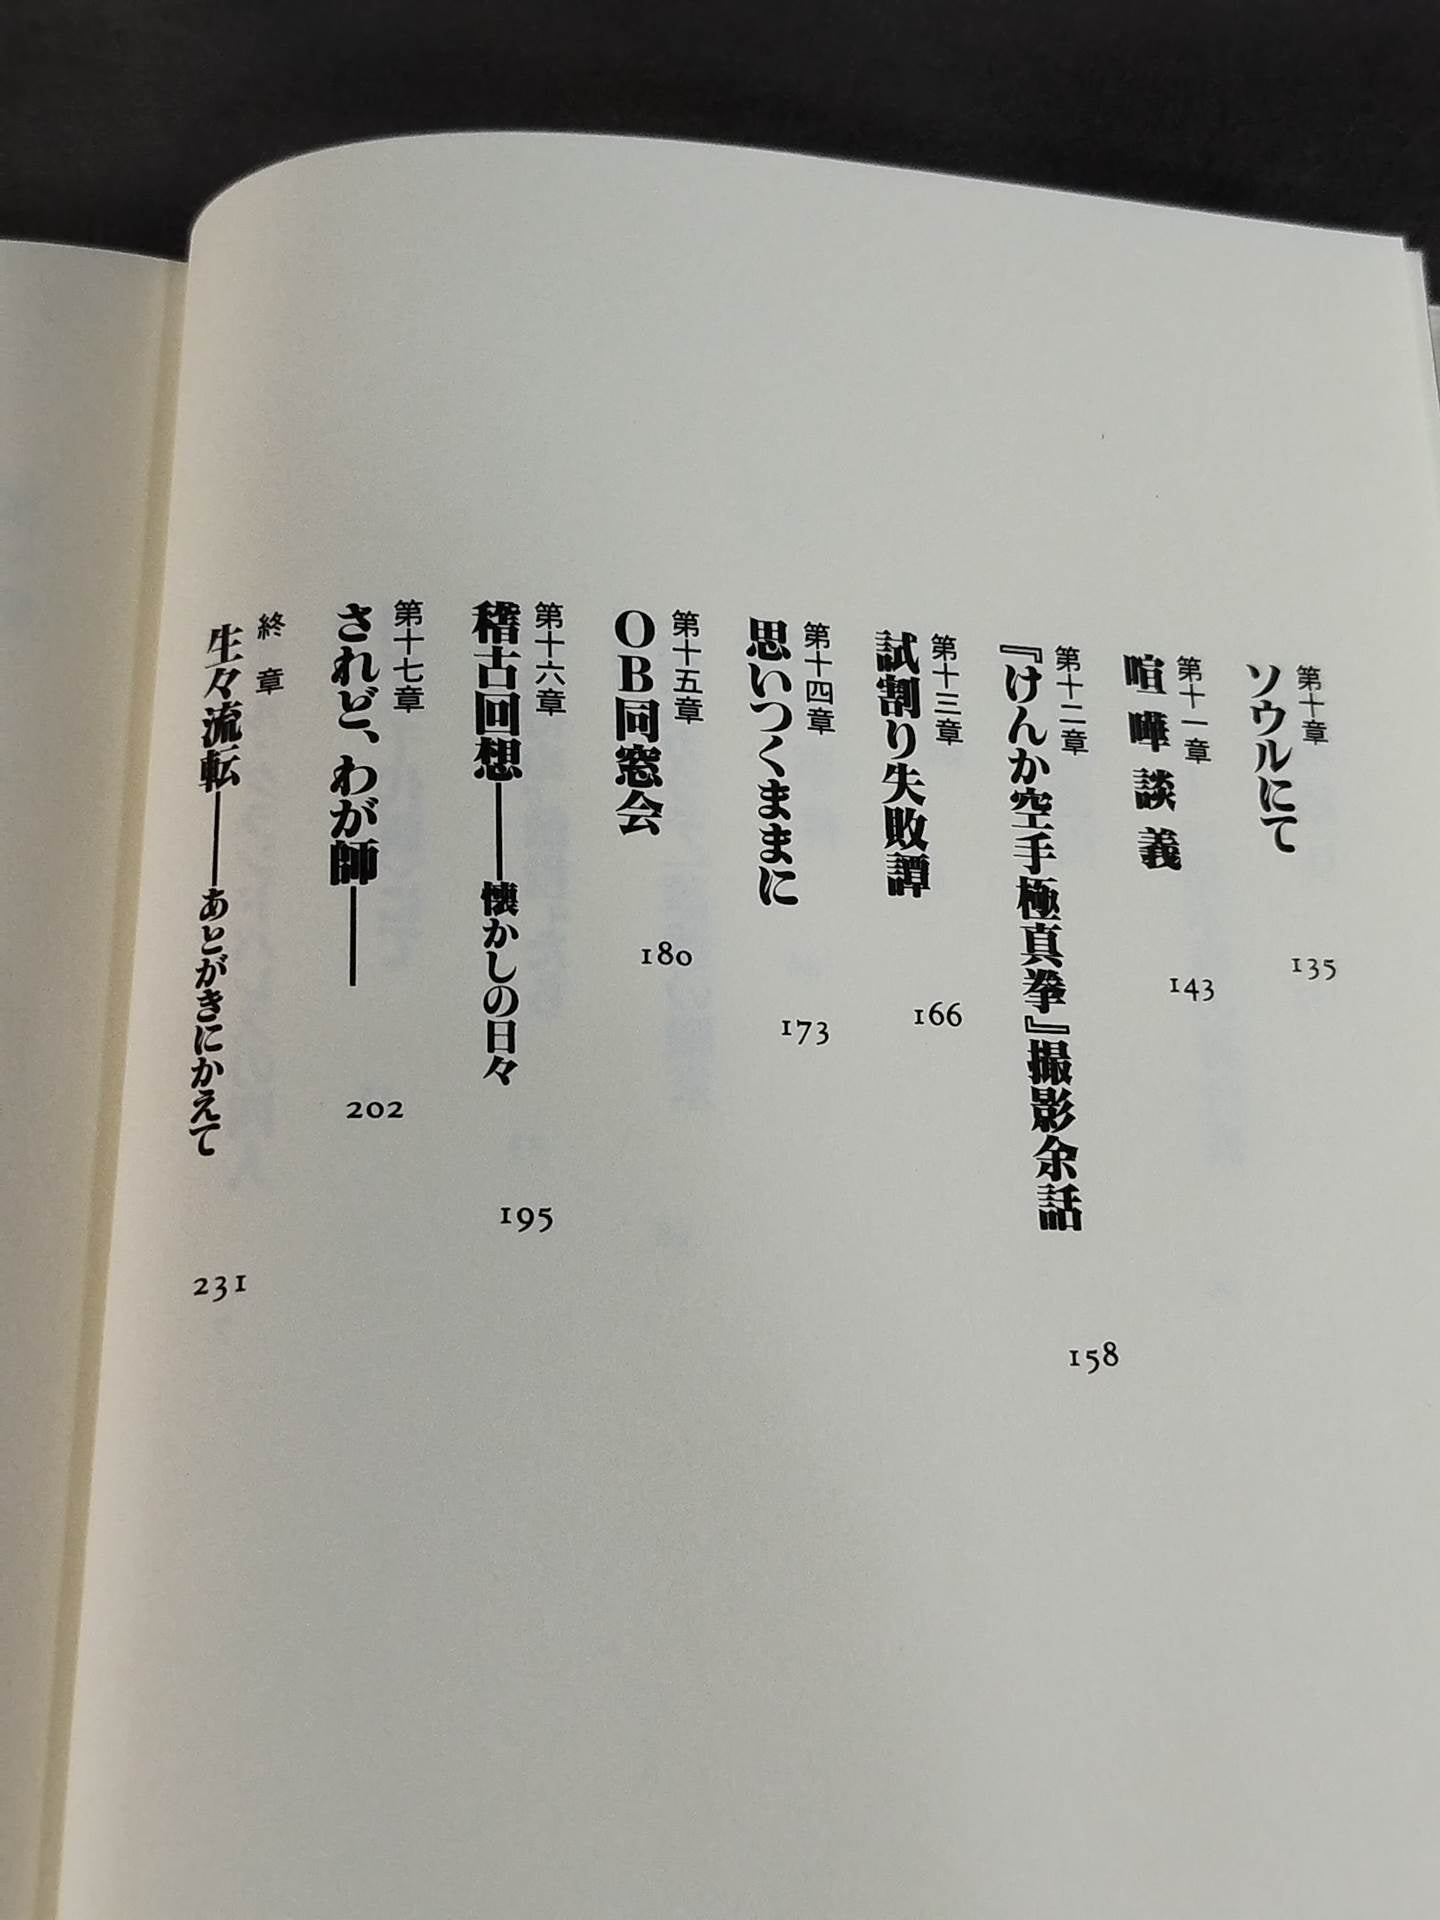 第十章
ソウルにて
135
第十一章
喧嘩談義
143
第十二章
『けんか空手極真拳』撮影余話
158
第十三章
試割り失敗譚
166
第十四章
思いつくままに
173
第十五章
OB同窓会
180
第十六章
稽古回想――懐かしの日々
195
第十七章
されど、わが師――
202
終章
生々流転――あとがきにかえて
231